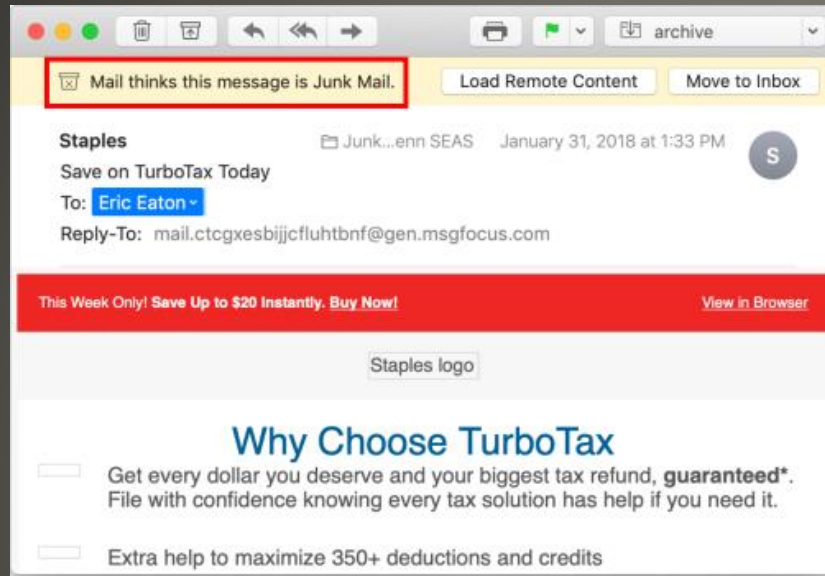 archive
Mail thinks this message is Junk Mail. Load Remote Content Move to Inbox
Staples Junk...enn SEAS January 31, 2018 at 1:33 PM S
Save on TurboTax Today
To: Eric Eaton
Reply-To: mail.ctcgxesbijjcfluhtbnf@gen.msgfocus.com
This Week Only! Save Up to $20 Instantly. Buy Now! View in Browser
Staples logo
Why Choose TurboTax
Get every dollar you deserve and your biggest tax refund, guaranteed*.
File with confidence knowing every tax solution has help if you need it.
Extra help to maximize 350+ deductions and credits